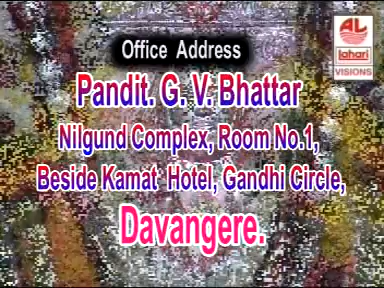 AL
lahari
VISIONS
Office Address
Pandit. G. V. Bhattar
Nilgund Complex, Room No.1,
Beside Kamat Hotel, Gandhi Circle,
Davangere.